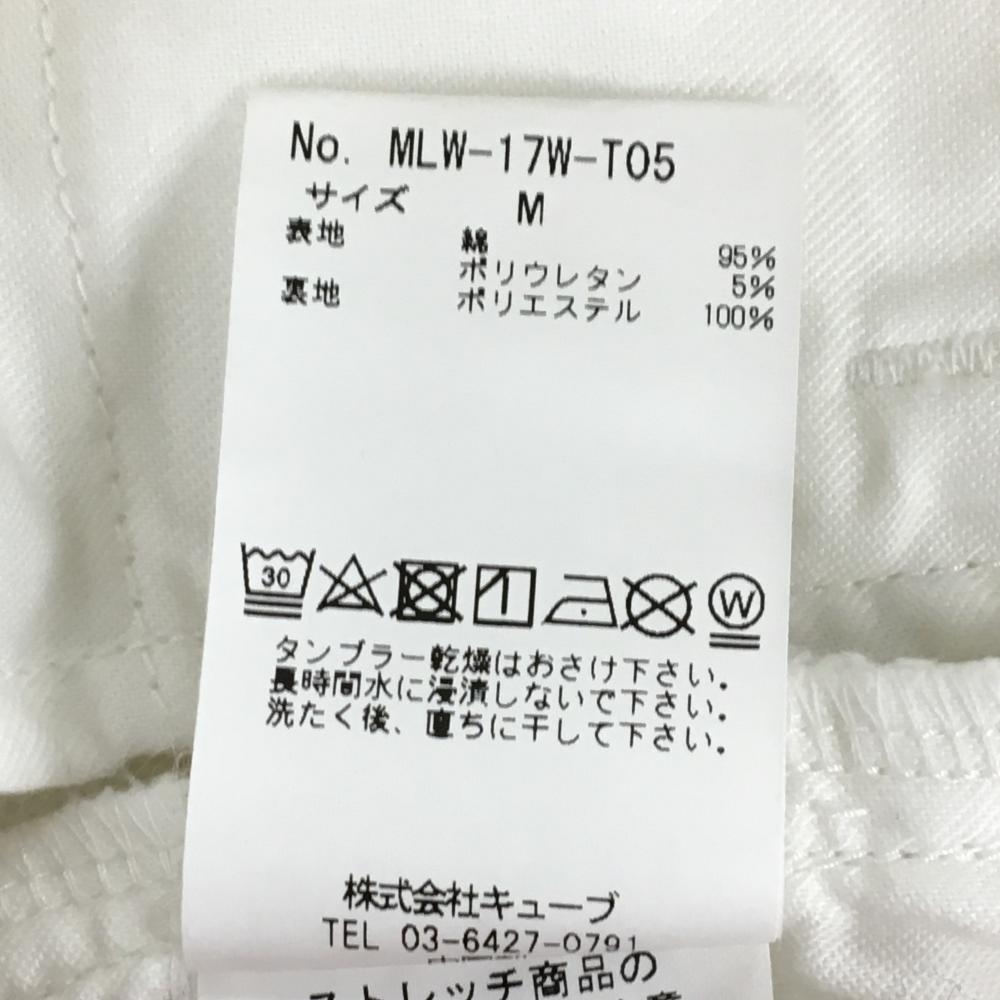 No. MLW-17W-T05
サイズ M
表地 綿 95%
ポリウレタン 5%
裏地 ポリエステル 100%
30
W
タンブラー乾燥はおさけ下さい。
長時間水に浸漬しないで下さい。
洗たく後、直ちに干して下さい。
株式会社キューブ
TEL 03-6427-0791
ストレッチ商品の